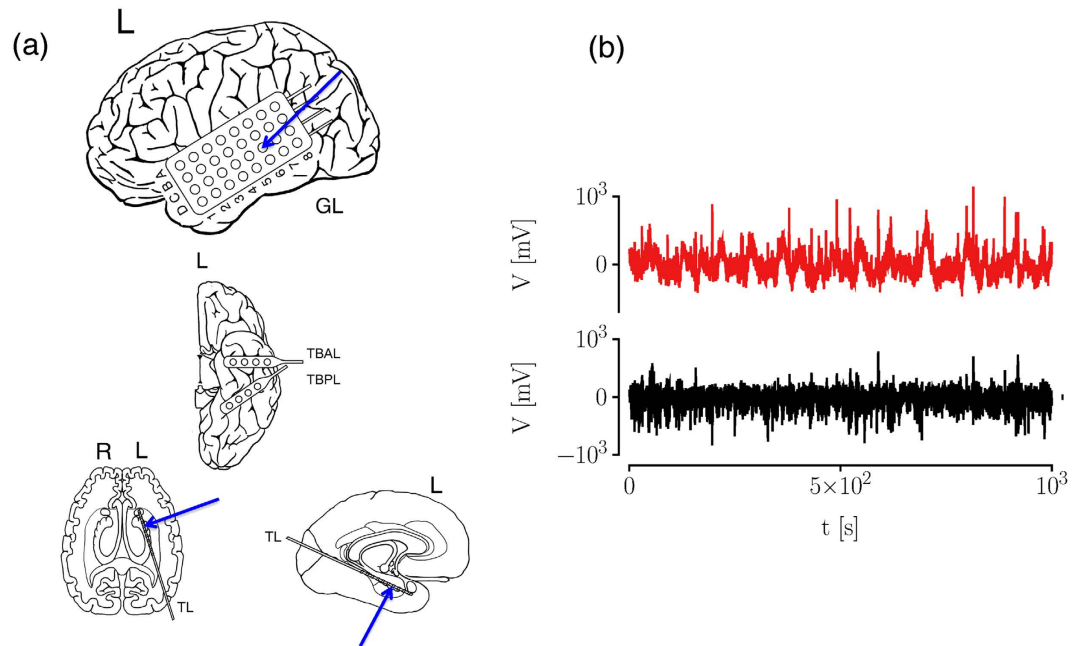 (a)
L
A
B
C
D
1
2
3
4
5
6
7
8
GL
L
TBAL
TBPL
R L
TL
L
TL
(b)
V [mV]
10³
0
V [mV]
10³
0
−10³
0
5×10²
10³
t [s]